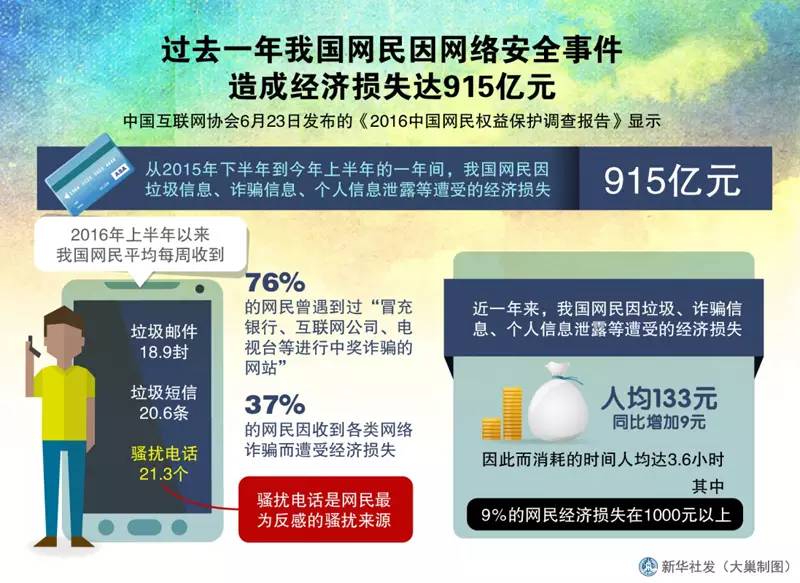 过去一年我国网民因网络安全事件
造成经济损失达915亿元
中国互联网协会6月23日发布的《2016中国网民权益保护调查报告》显示
从2015年下半年到今年上半年的一年间，我国网民因
垃圾信息、诈骗信息、个人信息泄露等遭受的经济损失
915亿元
2016年上半年以来
我国网民平均每周收到
垃圾邮件
18.9封
垃圾短信
20.6条
骚扰电话
21.3个
76%
的网民曾遇到过“冒充
银行、互联网公司、电
视台等进行中奖诈骗的
网站”
37%
的网民因收到各类网络
诈骗而遭受经济损失
骚扰电话是网民最
为反感的骚扰来源
近一年来，我国网民因垃圾、诈骗信
息、个人信息泄露等遭受的经济损失
人均133元
同比增加9元
因此而消耗的时间人均达3.6小时
其中
9%的网民经济损失在1000元以上
新华社发（大巢制图）